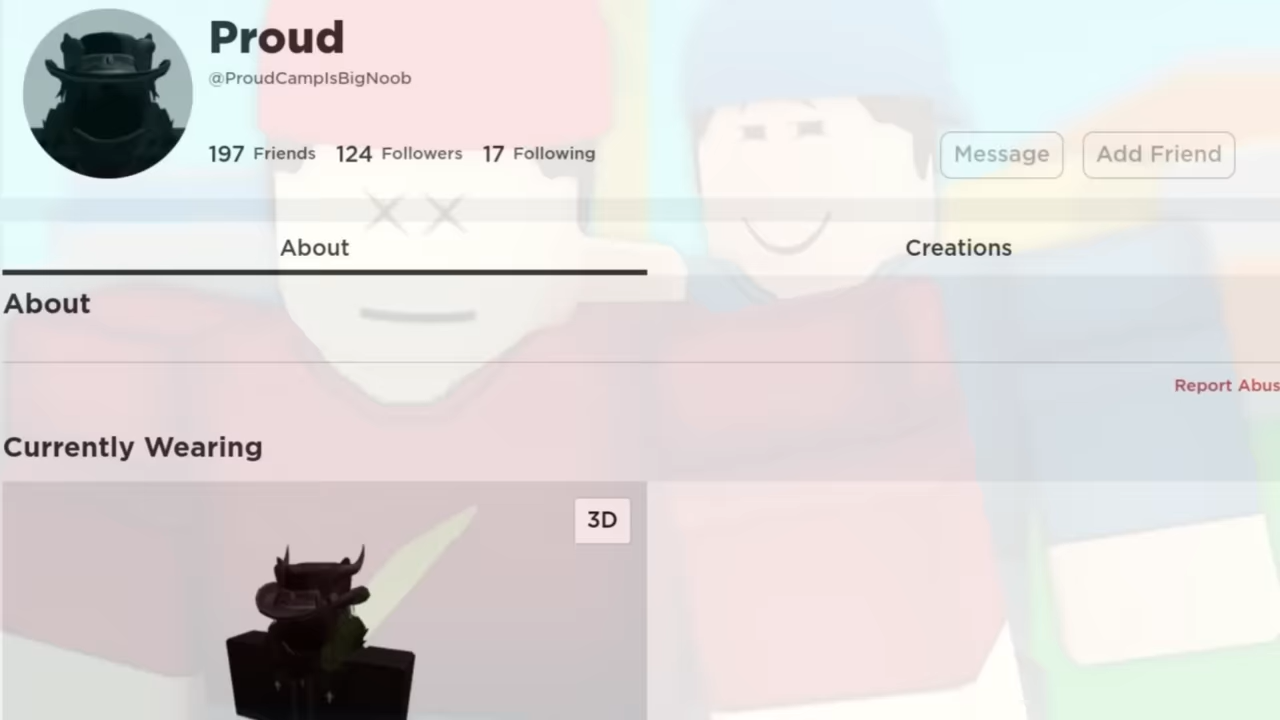 Proud
@ProudCampIsBigNoob
197 Friends 124 Followers 17 Following
Message Add Friend
About Creations
About
Report Abus
Currently Wearing
3D